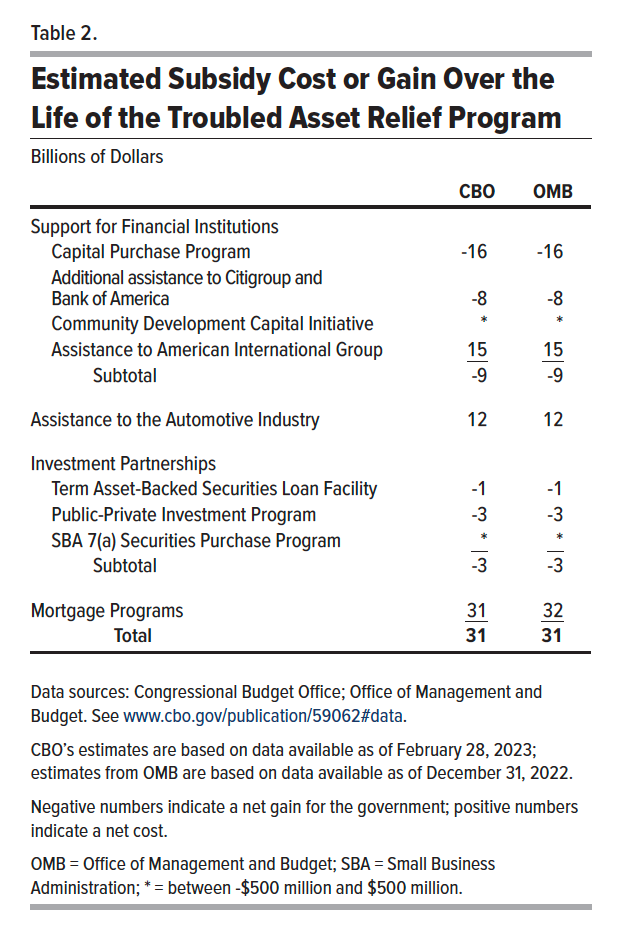 Table 2.
Estimated Subsidy Cost or Gain Over the
Life of the Troubled Asset Relief Program
Billions of Dollars
CBO OMB
Support for Financial Institutions
Capital Purchase Program -16 -16
Additional assistance to Citigroup and
Bank of America -8 -8
Community Development Capital Initiative * *
Assistance to American International Group 15 15
Subtotal -9 -9
Assistance to the Automotive Industry 12 12
Investment Partnerships
Term Asset-Backed Securities Loan Facility -1 -1
Public-Private Investment Program -3 -3
SBA 7(a) Securities Purchase Program * *
Subtotal -3 -3
Mortgage Programs 31 32
Total 31 31
Data sources: Congressional Budget Office; Office of Management and
Budget. See www.cbo.gov/publication/59062#data.
CBO’s estimates are based on data available as of February 28, 2023;
estimates from OMB are based on data available as of December 31, 2022.
Negative numbers indicate a net gain for the government; positive numbers
indicate a net cost.
OMB = Office of Management and Budget; SBA = Small Business
Administration; * = between -$500 million and $500 million.